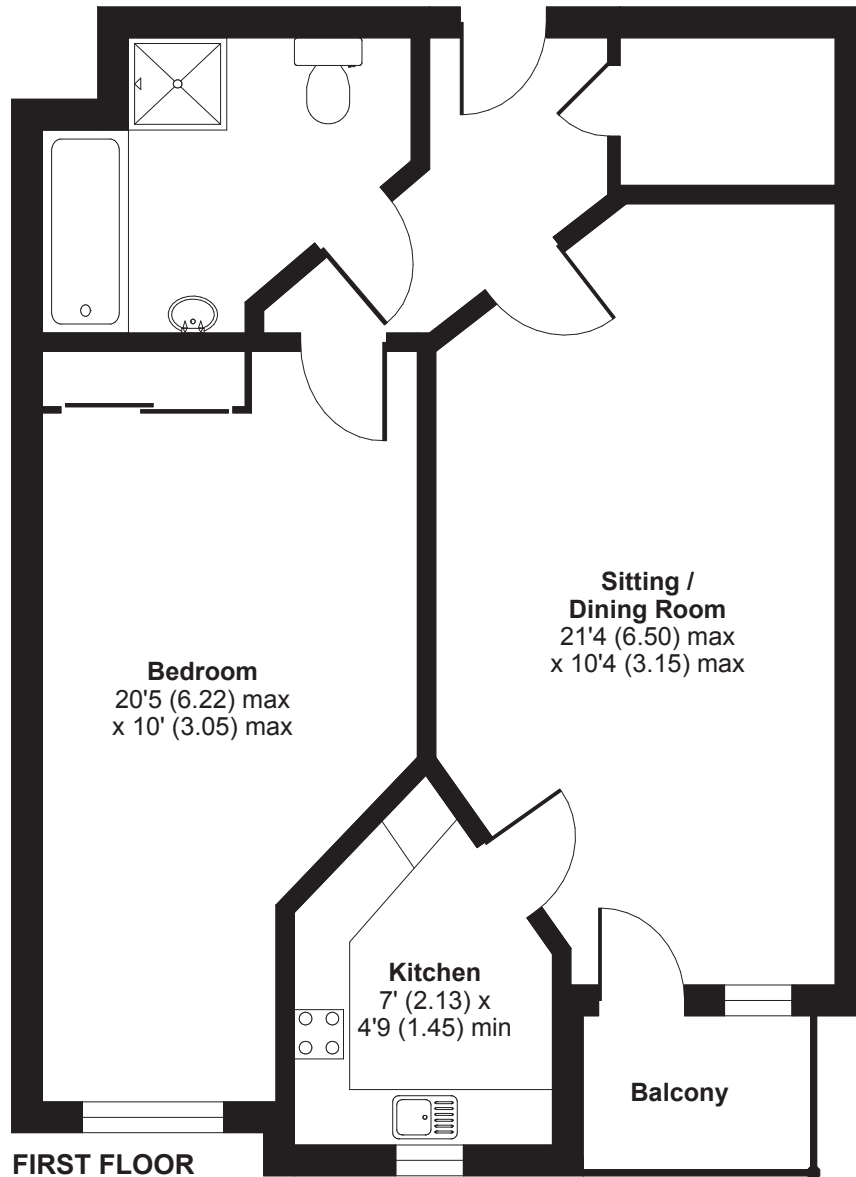 Sitting /
Dining Room
21'4 (6.50) max
x 10'4 (3.15) max
Bedroom
20'5 (6.22) max
x 10' (3.05) max
Kitchen
7' (2.13) x
4'9 (1.45) min
Balcony
FIRST FLOOR